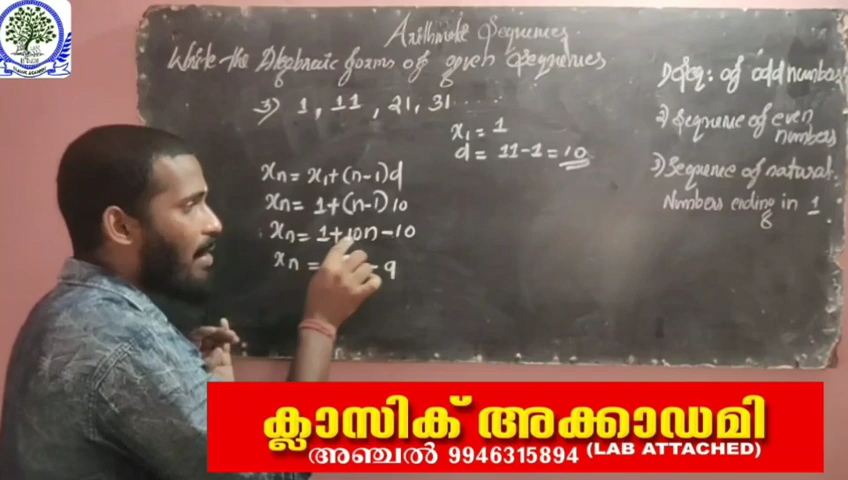 Arithmetic Sequences
Write the Algebraic forms of given Sequences
3) 1, 11, 21, 31 ....
x₁ = 1
d = 11-1 = 10
xn = x₁+(n-1)d
xn = 1+(n-1)10
xn = 1+10n-10
xn = - 9
1) Seq: of odd numbers
2) Sequence of even numbers
3) Sequence of natural
Numbers ending in 1
ക്ലാസിക് അക്കാഡമി
അഞ്ചൽ 9946315894 (LAB ATTACHED)